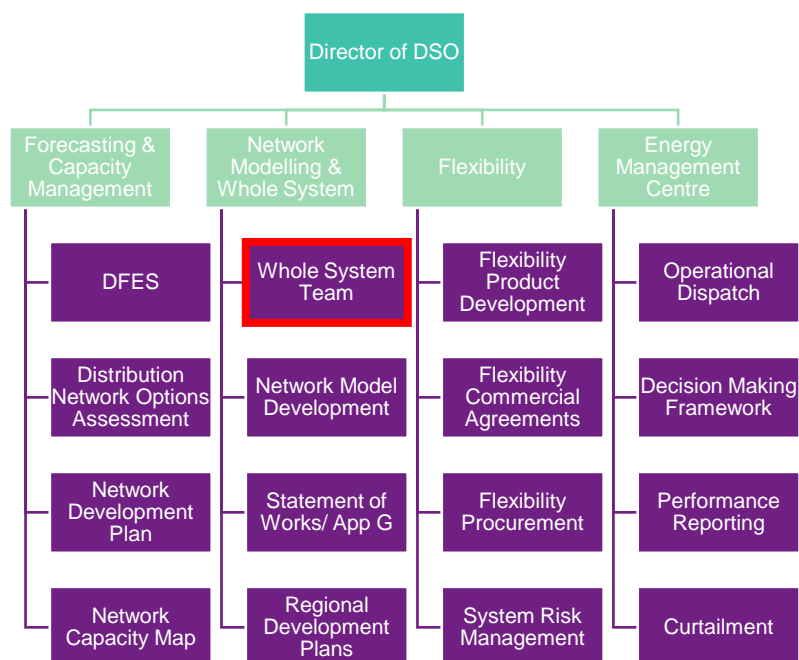 Director of DSO
Forecasting &
Capacity
Management
Network
Modelling &
Whole System
Flexibility
Energy
Management
Centre
DFES
Whole System
Team
Flexibility
Product
Development
Operational
Dispatch
Distribution
Network Options
Assessment
Network Model
Development
Flexibility
Commercial
Agreements
Decision Making
Framework
Network
Development
Plan
Statement of
Works/ App G
Flexibility
Procurement
Performance
Reporting
Network
Capacity Map
Regional
Development
Plans
System Risk
Management
Curtailment